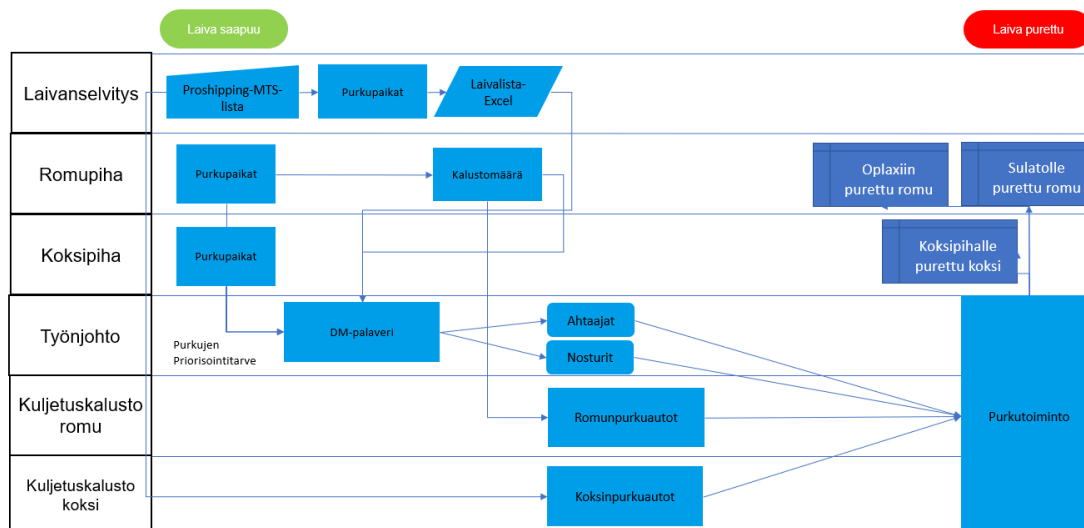 Laiva saapuu
Laiva purettu
Laivanselvitys
Proshipping-MTS-
lista
Purkupaikat
Laivalista-
Excel
Romupiha
Purkupaikat
Kalustomäärä
Oplaxiin
purettu romu
Sulatolle
purettu romu
Koksipiha
Purkupaikat
Koksipihalle
purettu koksi
Työnjohto
Purkujen
Priorisointitarve
DM-palaveri
Ahtaajat
Nosturit
Kuljetuskalusto
romu
Romunpurkuautot
Purkutoiminto
Kuljetuskalusto
koksi
Koksinpurkuautot